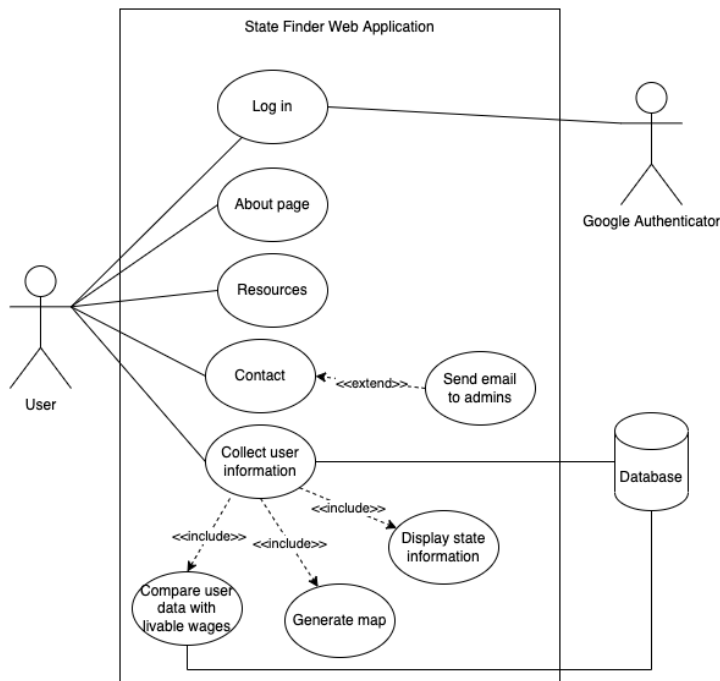 State Finder Web Application
Log in
Google Authenticator
About page
Resources
User
Contact
<<extend>>
Send email
to admins
Collect user
information
Database
<<include>>
<<include>>
<<include>>
Display state
information
Compare user
data with
livable wages
Generate map